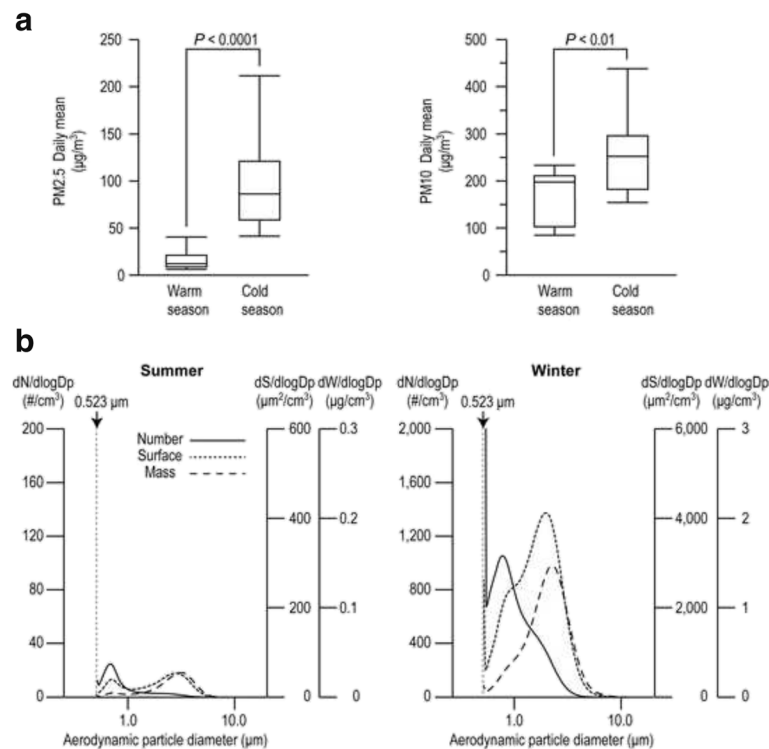 a
P < 0.0001
250
200
150
100
50
0
PM2.5 Daily mean
(µg/m³)
Warm
season
Cold
season
P < 0.01
500
400
300
200
100
0
PM10 Daily mean
(µg/m³)
Warm
season
Cold
season
b
Summer
dN/dlogDp
(#/cm³)
0.523 µm
dS/dlogDp
(µm²/cm³)
dW/dlogDp
(µg/cm³)
Number
Surface
Mass
200
160
120
80
40
0
600
400
200
0
0.3
0.2
0.1
0
1.0
10.0
Aerodynamic particle diameter (µm)
Winter
dN/dlogDp
(#/cm³)
0.523 µm
dS/dlogDp
(µm²/cm³)
dW/dlogDp
(µg/cm³)
2,000
1,600
1,200
800
400
0
6,000
4,000
2,000
0
3
2
1
0
1.0
10.0
Aerodynamic particle diameter (µm)